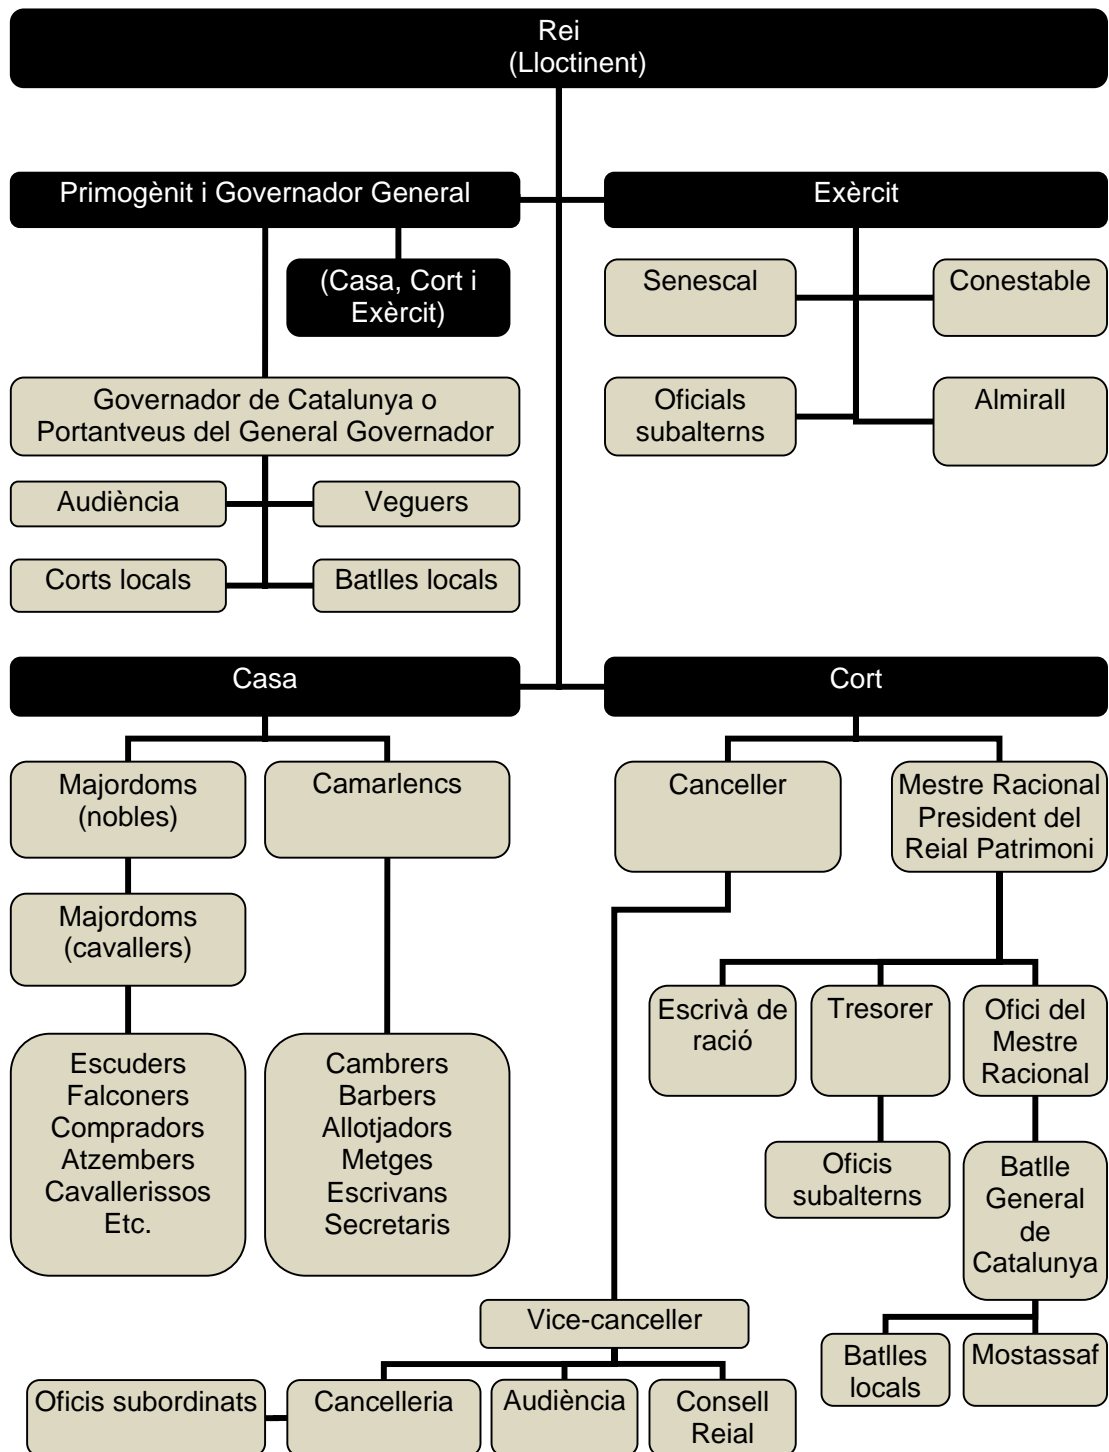 Rei
(Lloctinent)
Primogènit i Governador General
Exèrcit
(Casa, Cort i
Exèrcit)
Senescal
Conestable
Governador de Catalunya o
Portantveus del General Governador
Oficials
subalterns
Almirall
Audiència
Veguers
Corts locals
Batlles locals
Casa
Cort
Majordoms
(nobles)
Camarlencs
Canceller
Mestre Racional
President del
Reial Patrimoni
Majordoms
(cavallers)
Escrivà de
ració
Tresorer
Ofici del
Mestre
Racional
Escuders
Falconers
Compradors
Atzembers
Cavallerissos
Etc.
Cambrers
Barbers
Allotjadors
Metges
Escrivans
Secretaris
Oficis
subalterns
Batlle
General
de
Catalunya
Vice-canceller
Batlles
locals
Mostassaf
Oficis subordinats
Cancelleria
Audiència
Consell
Reial